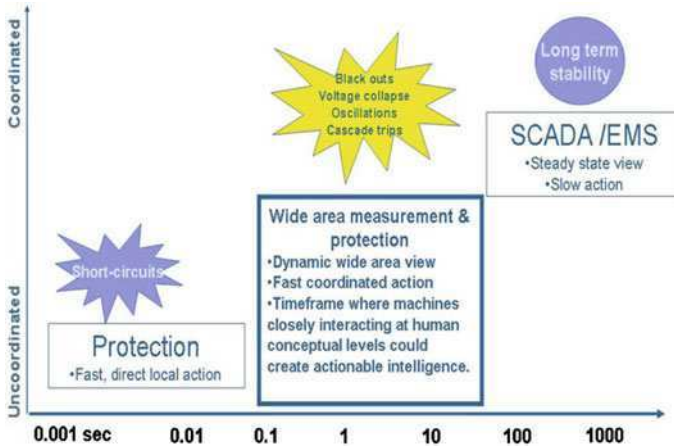 Coordinated
Uncoordinated
Black outs
Voltage collapse
Oscillations
Cascade trips
Long term
stability
SCADA /EMS
•Steady state view
•Slow action
Short-circuits
Protection
•Fast, direct local action
Wide area measurement &
protection
•Dynamic wide area view
•Fast coordinated action
•Timeframe where machines
closely interacting at human
conceptual levels could
create actionable intelligence.
0.001 sec 0.01 0.1 1 10 100 1000